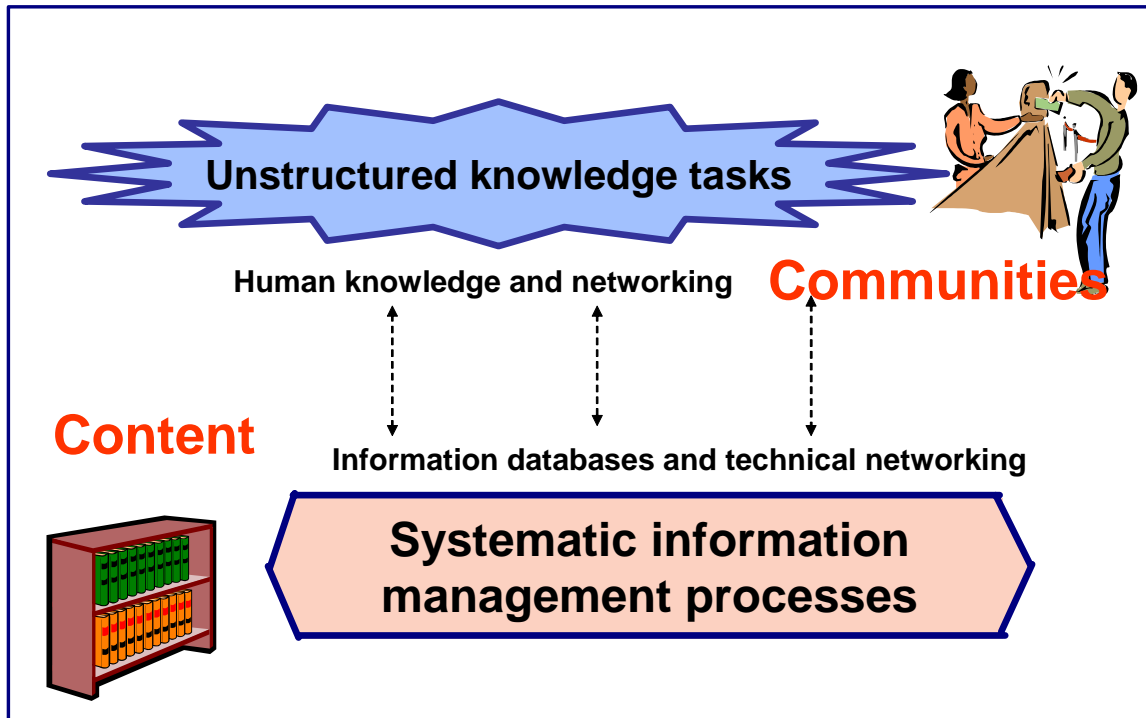 Unstructured knowledge tasks
Human knowledge and networking
Communities
Content
Information databases and technical networking
Systematic information
management processes